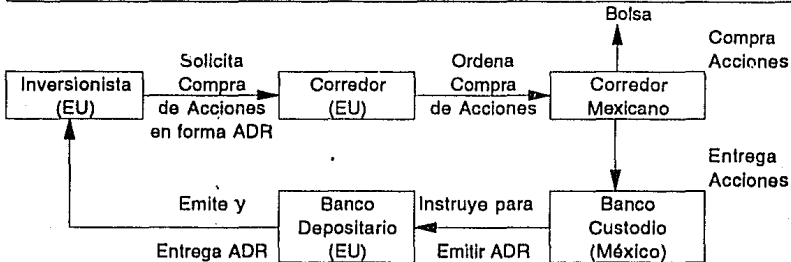 Bolsa
Compra
Acciones
Inversionista
(EU)
Solicita
Compra
de Acciones
en forma ADR
Corredor
(EU)
Ordena
Compra
de Acciones
Corredor
Mexicano
Entrega
Acciones
Banco
Custodio
(México)
Instruye para
Emitir ADR
Banco
Depositario
(EU)
Emite y
Entrega ADR